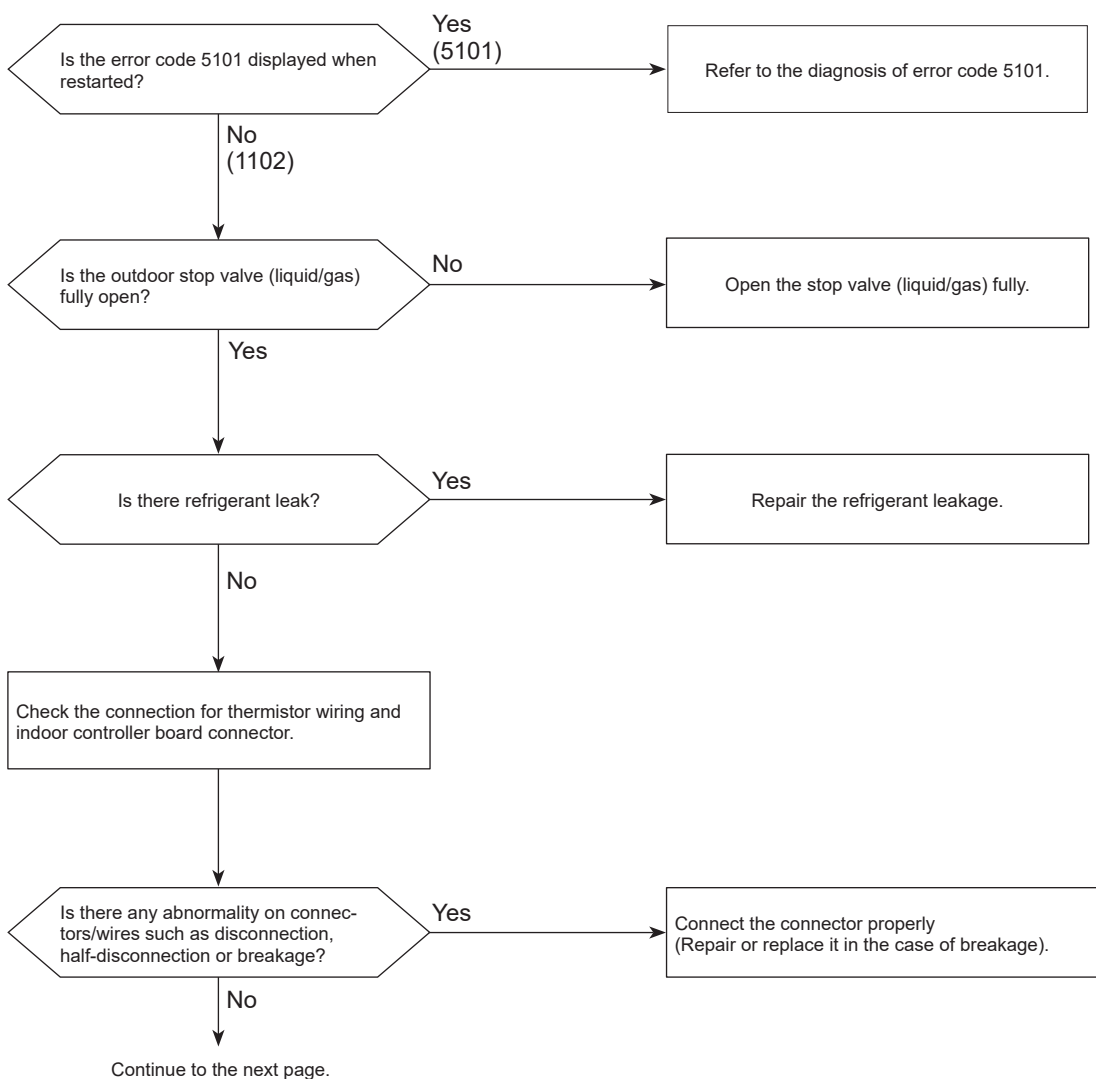 Is the error code 5101 displayed when
restarted?
Yes
(5101)
Refer to the diagnosis of error code 5101.
No
(1102)
Is the outdoor stop valve (liquid/gas)
fully open?
No
Open the stop valve (liquid/gas) fully.
Yes
Is there refrigerant leak?
Yes
Repair the refrigerant leakage.
No
Check the connection for thermistor wiring and
indoor controller board connector.
Is there any abnormality on connec-
tors/wires such as disconnection,
half-disconnection or breakage?
Yes
Connect the connector properly
(Repair or replace it in the case of breakage).
No
Continue to the next page.